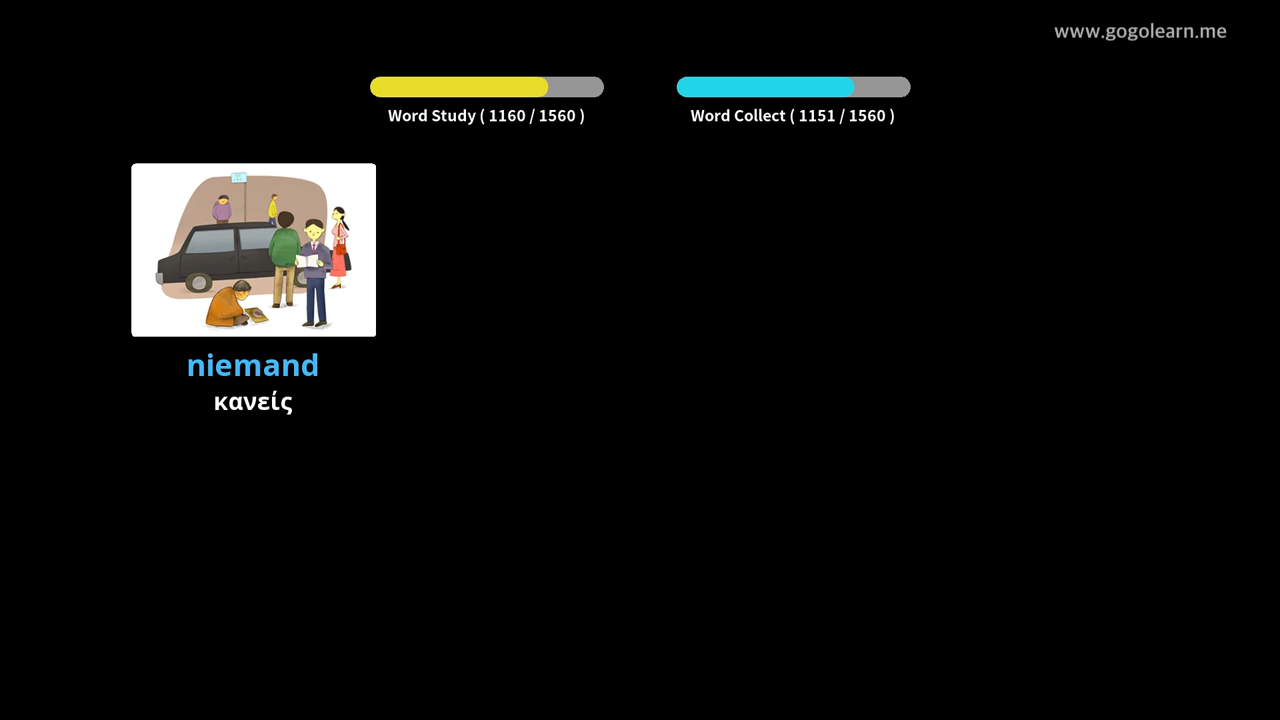 www.gogolearn.me
Word Study ( 1160 / 1560 )
Word Collect ( 1151 / 1560 )
niemand
κανείς